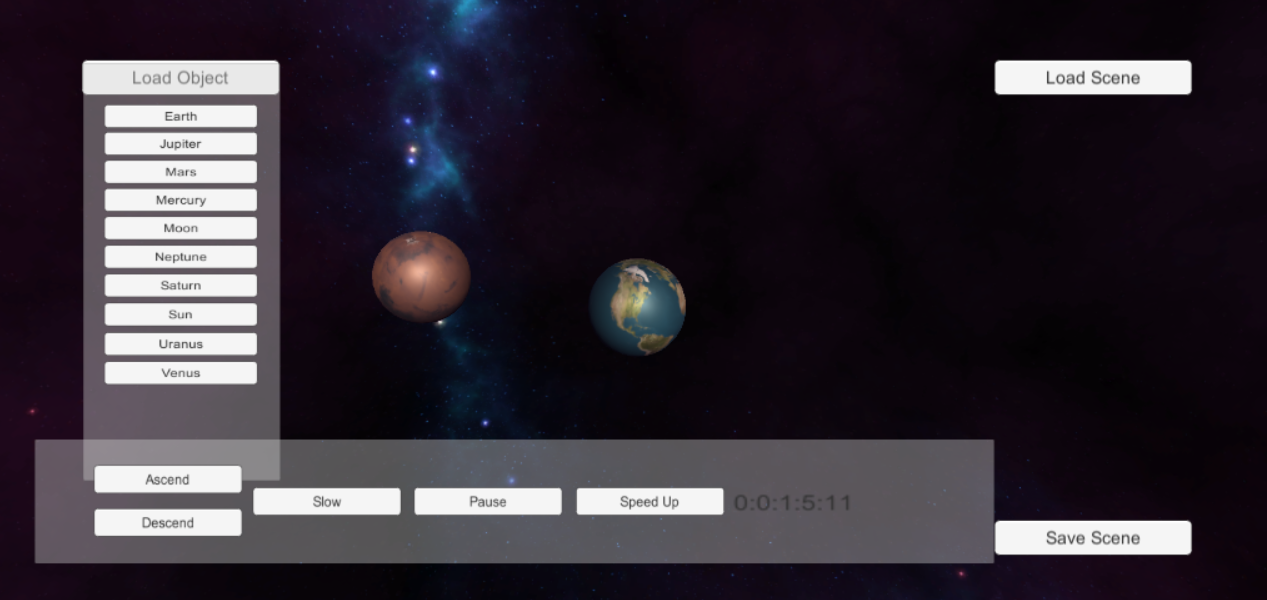 Load Object
Load Scene
Earth
Jupiter
Mars
Mercury
Moon
Neptune
Saturn
Sun
Uranus
Venus
Ascend
Descend
Slow
Pause
Speed Up
0:0:1:5:11
Save Scene